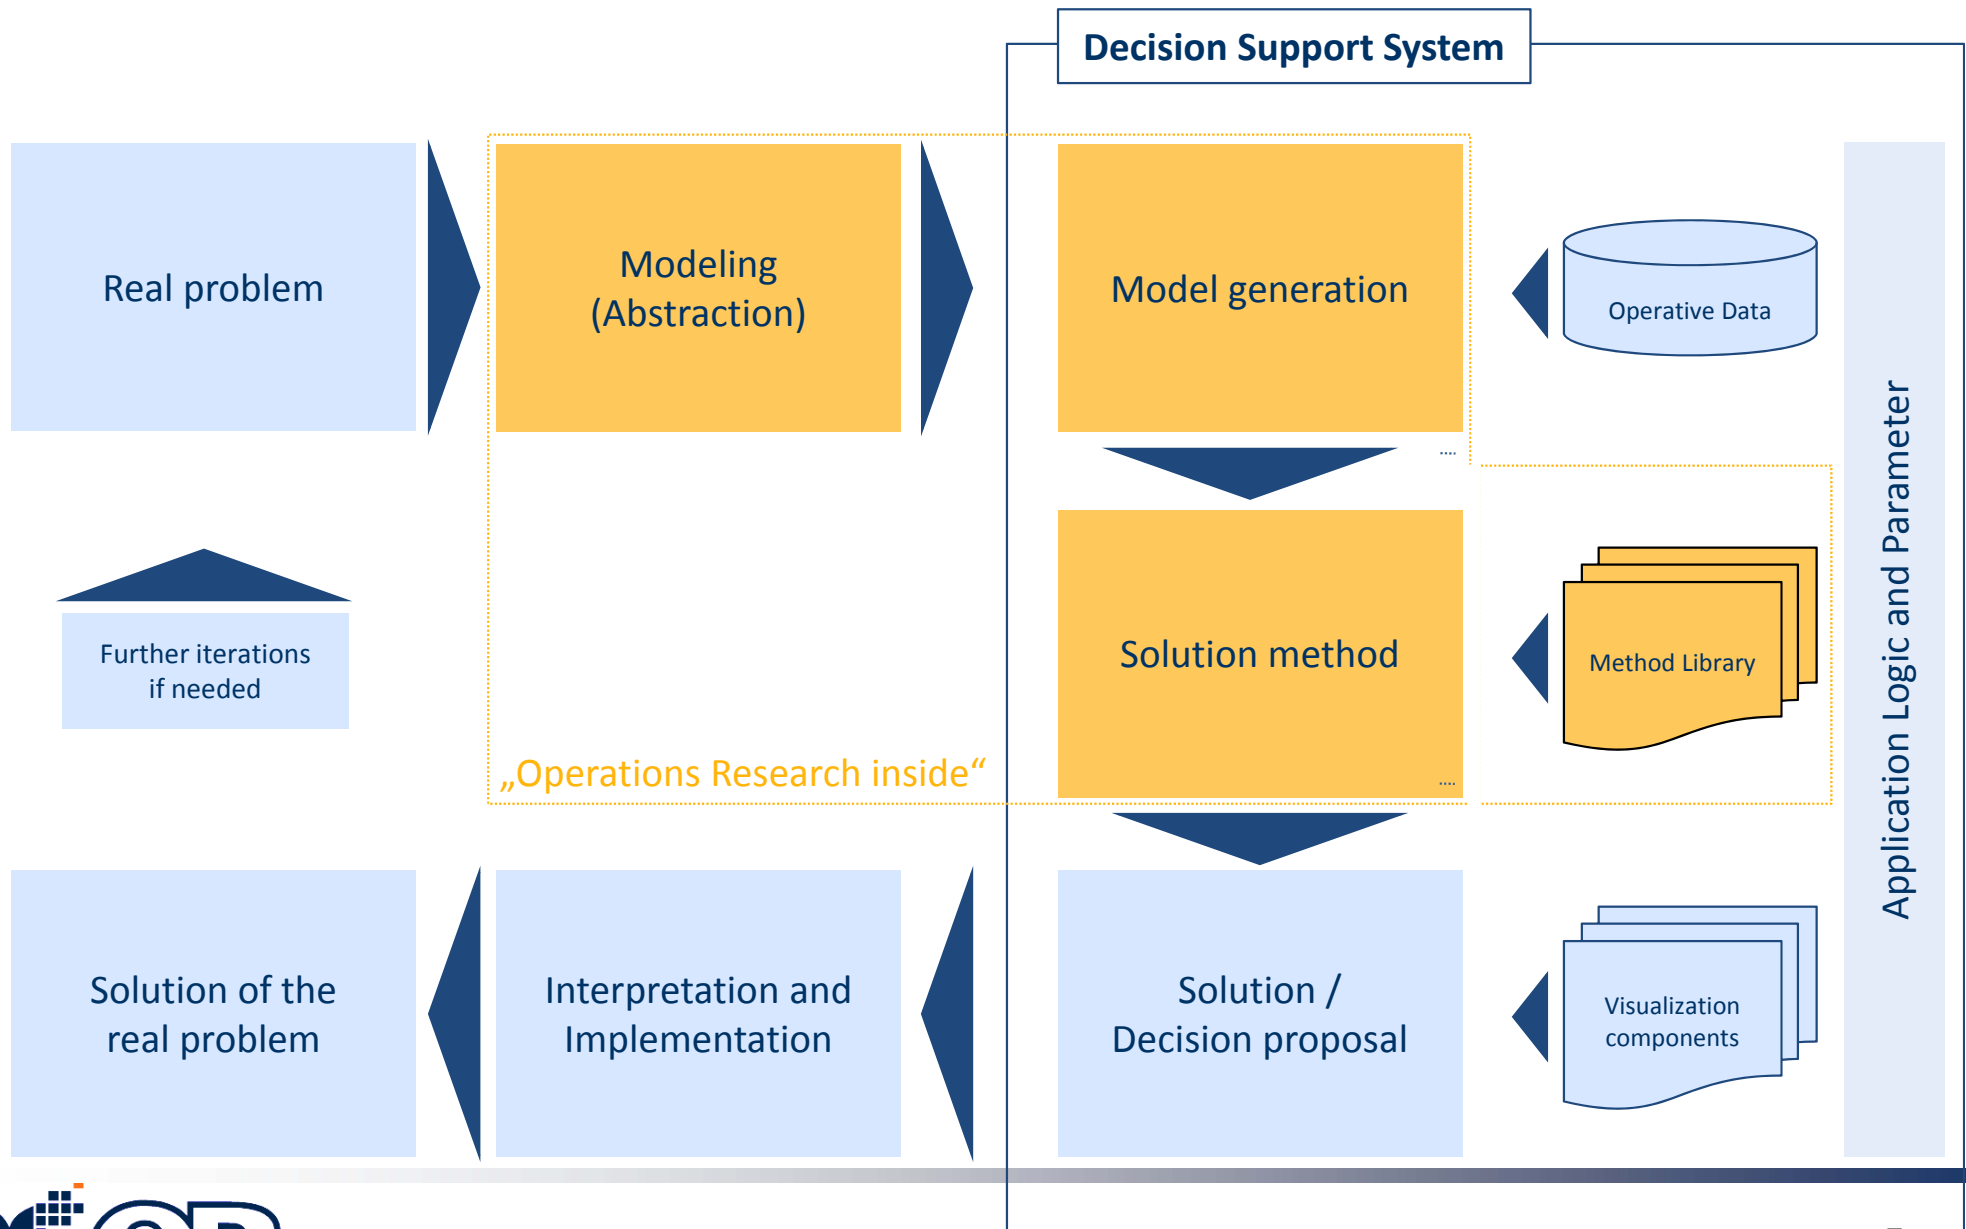 Decision Support System
Real problem
Modeling
(Abstraction)
Model generation
Operative Data
....
Further iterations
if needed
Solution method
Method Library
„Operations Research inside“
....
Solution of the
real problem
Interpretation and
Implementation
Solution /
Decision proposal
Visualization
components
Application Logic and Parameter